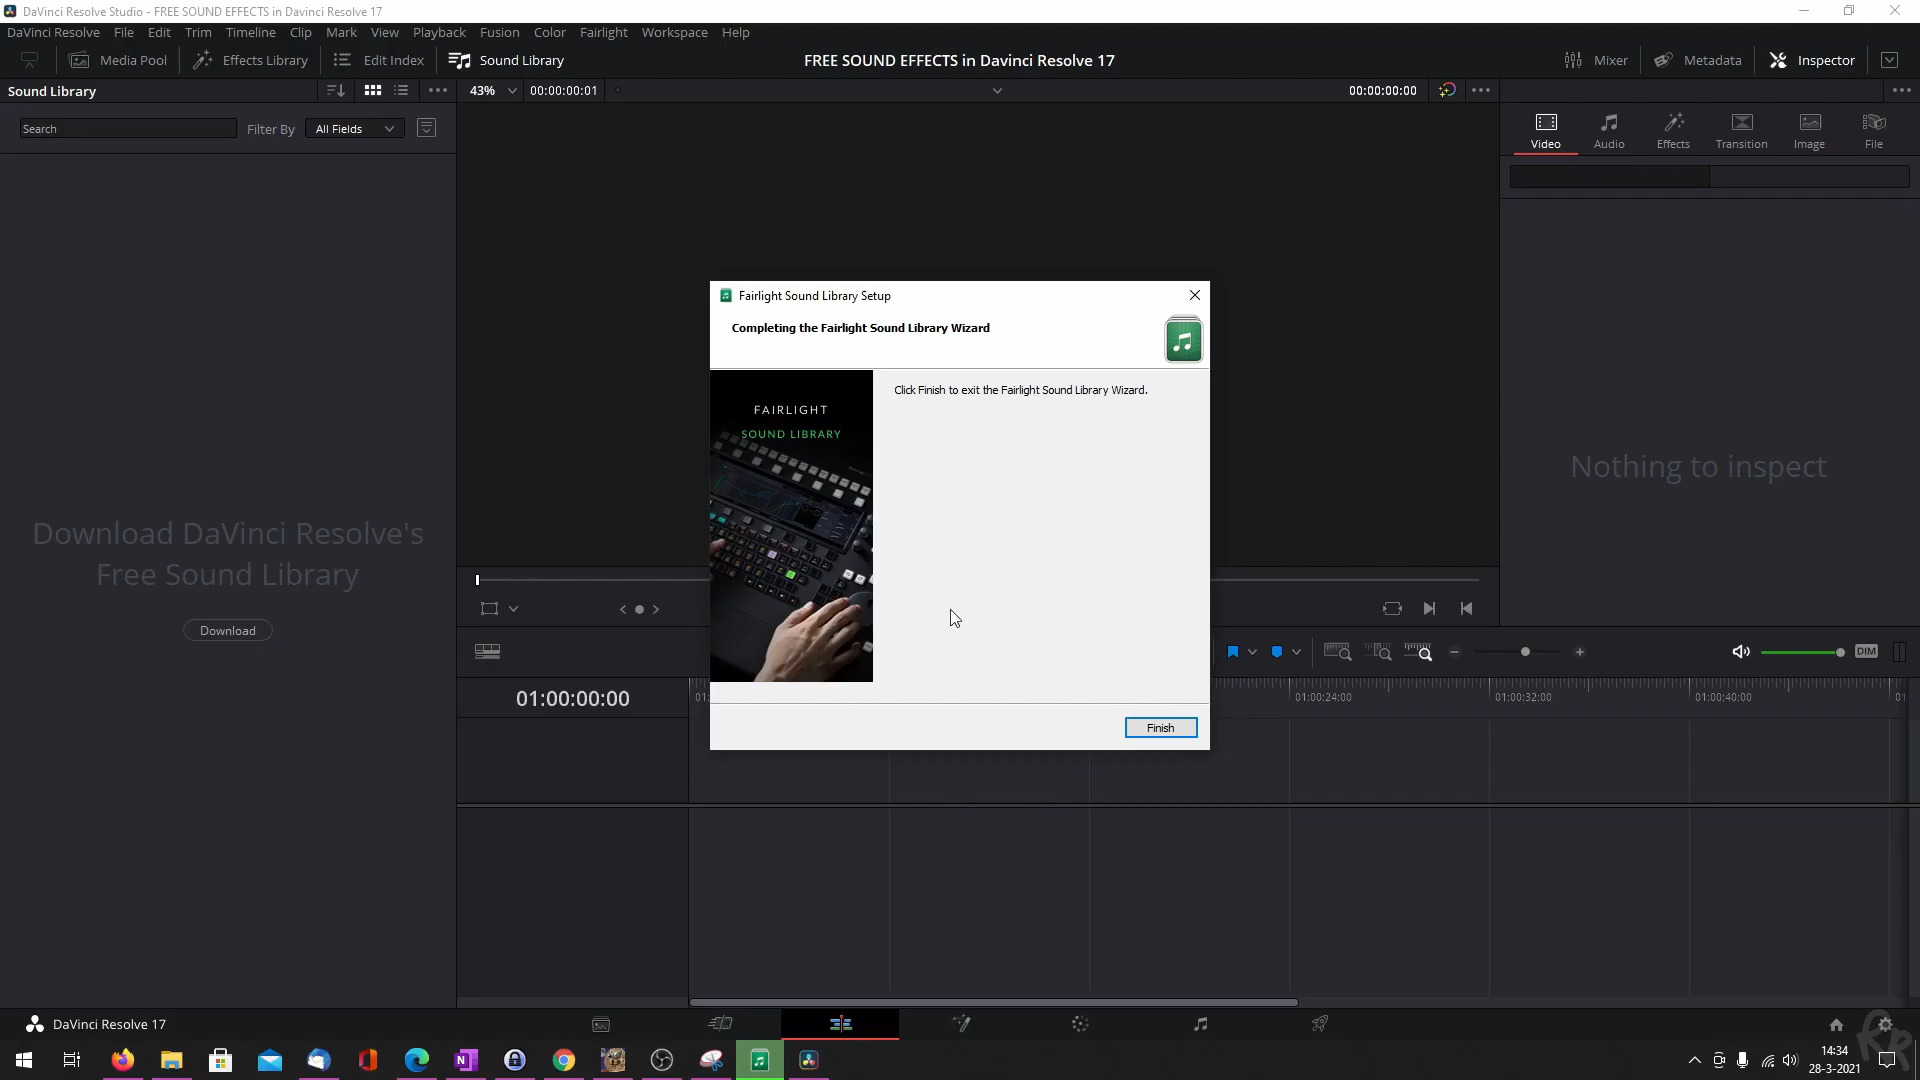 DaVinci Resolve Studio - FREE SOUND EFFECTS in Davinci Resolve 17
DaVinci Resolve File Edit Trim Timeline Clip Mark View Playback Fusion Color Fairlight Workspace Help
Media Pool Effects Library Edit Index Sound Library FREE SOUND EFFECTS in Davinci Resolve 17 Mixer Metadata Inspector
Sound Library 43% 00:00:00:01 00:00:00:00
Search Filter By All Fields
Video Audio Effects Transition Image File
Fairlight Sound Library Setup
Completing the Fairlight Sound Library Wizard
Click Finish to exit the Fairlight Sound Library Wizard.
FAIRLIGHT
SOUND LIBRARY
Nothing to inspect
Download DaVinci Resolve's
Free Sound Library
Download
DIM
01:00:00:00 01: 01:00:24:00 01:00:32:00 01:00:40:00 01
Finish
DaVinci Resolve 17
RR
14:34
28-3-2021